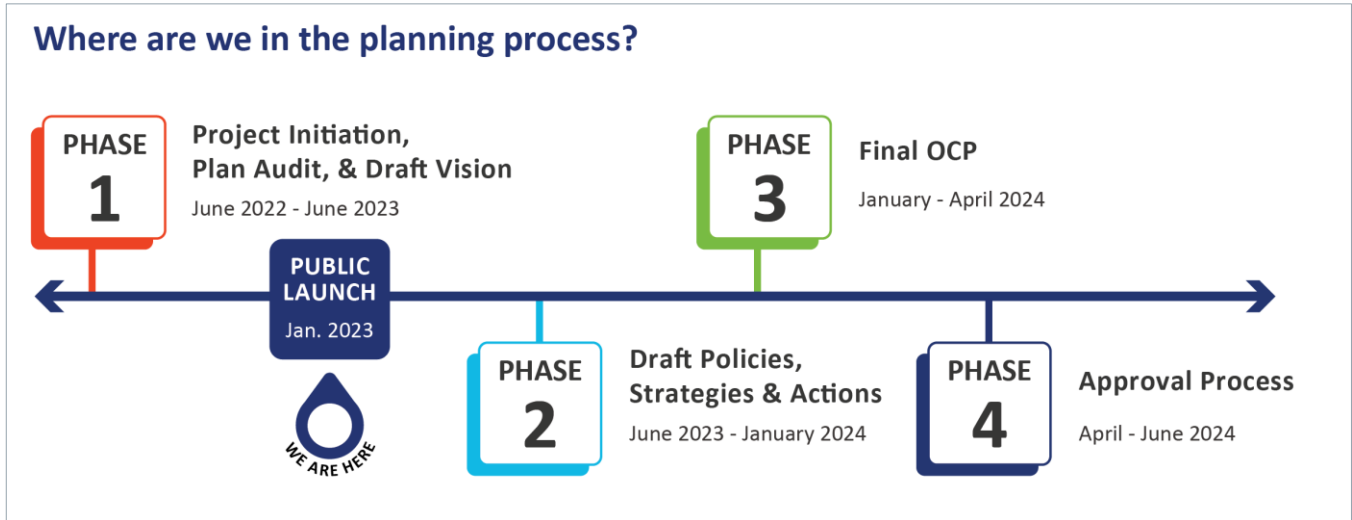 Where are we in the planning process?
PHASE
1
Project Initiation,
Plan Audit, & Draft Vision
June 2022 - June 2023
PUBLIC
LAUNCH
Jan. 2023
WE ARE HERE
PHASE
2
Draft Policies,
Strategies & Actions
June 2023 - January 2024
PHASE
3
Final OCP
January - April 2024
PHASE
4
Approval Process
April - June 2024